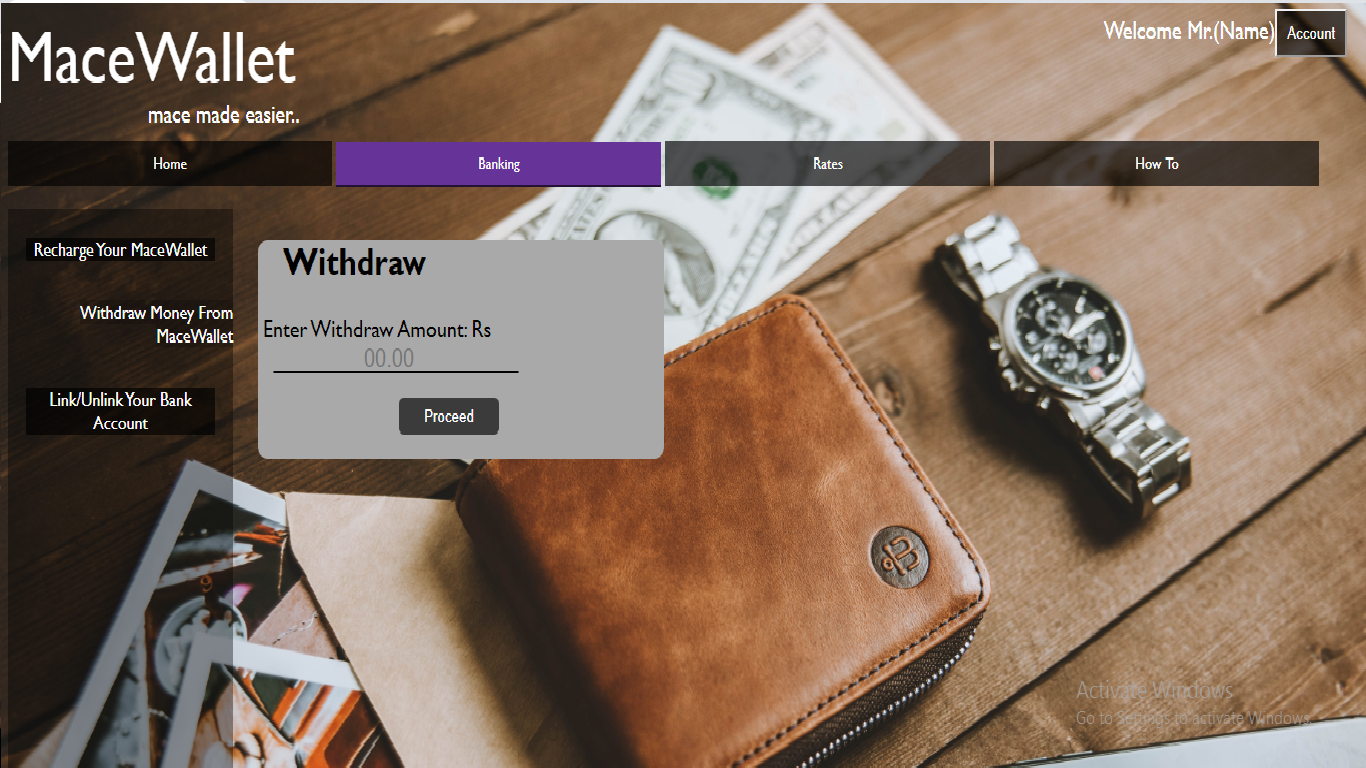 Welcome Mr.(Name) Account
MaceWallet
mace made easier..
Home Banking Rates How To
Recharge Your MaceWallet
Withdraw Money From
MaceWallet
Link/Unlink Your Bank
Account
Withdraw
Enter Withdraw Amount: Rs
00.00
Proceed
B
Activate Windows
Go to Settings to activate Windows.